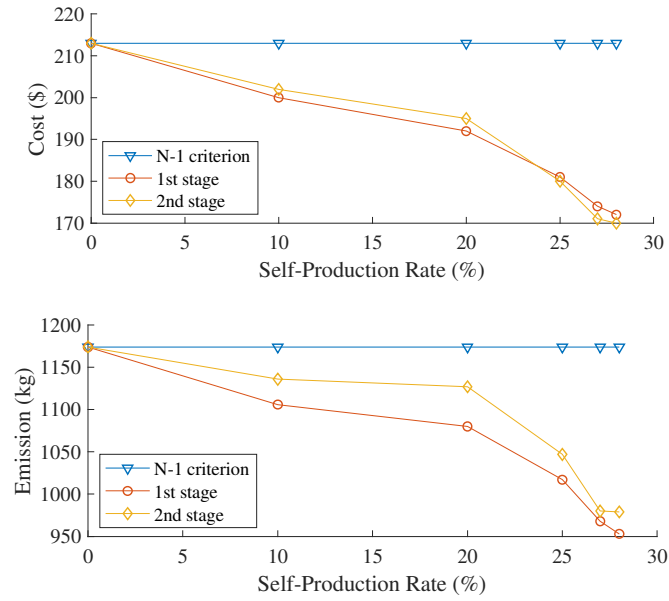 220
210
200
190
180
170
Cost ($)
N-1 criterion
1st stage
2nd stage
0
5
10
15
20
25
30
Self-Production Rate (%)
1200
1150
1100
1050
1000
950
Emission (kg)
N-1 criterion
1st stage
2nd stage
0
5
10
15
20
25
30
Self-Production Rate (%)